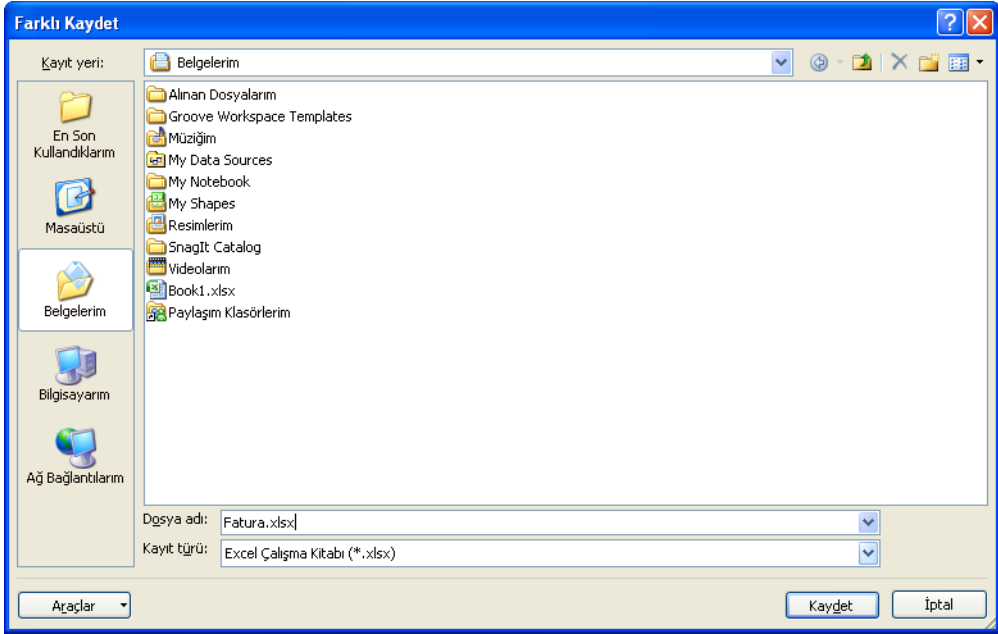 Farklı Kaydet
Kayıt yeri:
Belgelerim
En Son
Kullandıklarım
Masaüstü
Belgelerim
Bilgisayarım
Ağ Bağlantılarım
Alınan Dosyalarım
Groove Workspace Templates
Müziğim
My Data Sources
My Notebook
My Shapes
Resimlerim
SnagIt Catalog
Videolarım
Book1.xlsx
Paylaşım Klasörlerim
Dosya adı:
Fatura.xlsx
Kayıt türü:
Excel Çalışma Kitabı (*.xlsx)
Araçlar
Kaydet
İptal